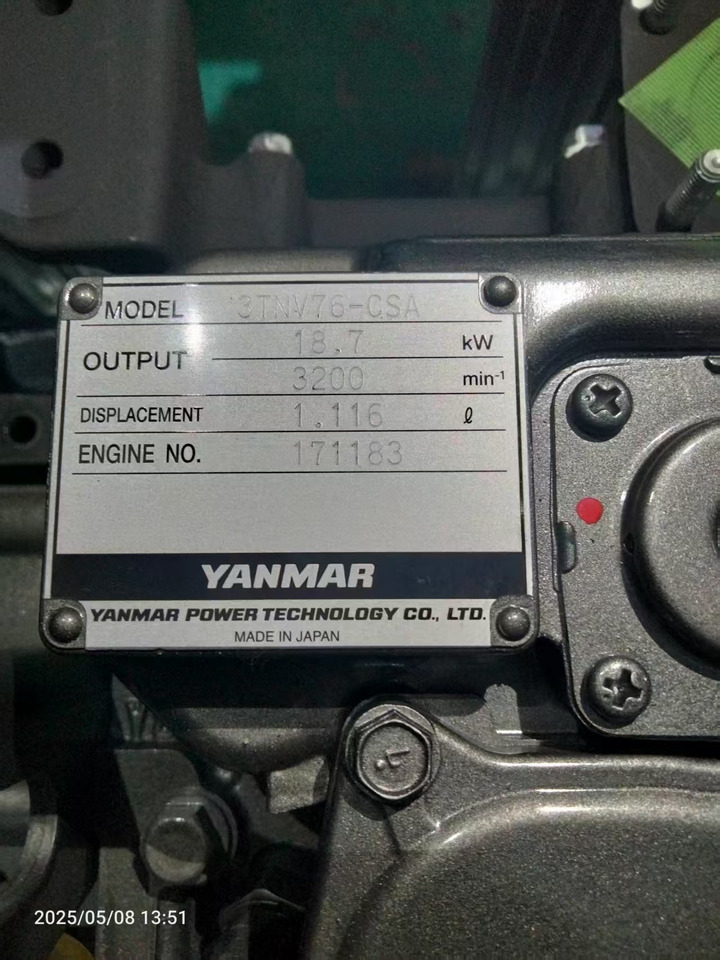 MODEL 3TNV76-CSA
OUTPUT 18.7 kW
3200 min-1
DISPLACEMENT 1.116 ℓ
ENGINE NO. 171183
YANMAR
YANMAR POWER TECHNOLOGY CO., LTD.
MADE IN JAPAN
2025/05/08 13:51